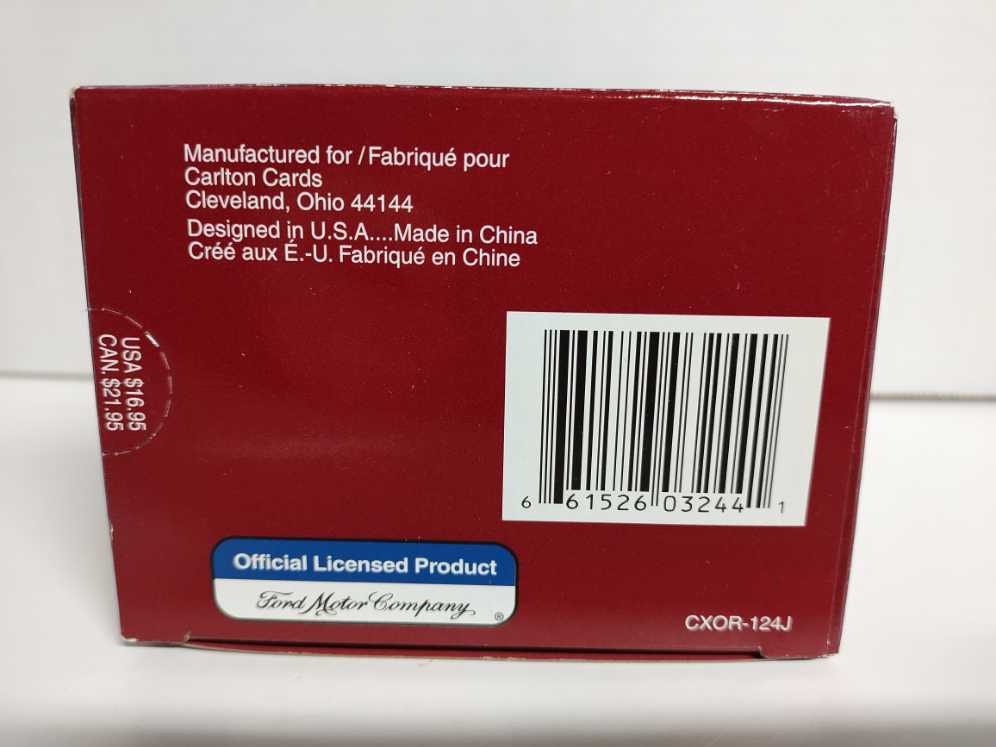 Manufactured for / Fabriqué pour
Carlton Cards
Cleveland, Ohio 44144
Designed in U.S.A....Made in China
Créé aux É.-U. Fabriqué en Chine
USA $16.95
CAN. $21.95
6 61526 03244 1
Official Licensed Product
Ford Motor Company ®
CXOR-124J